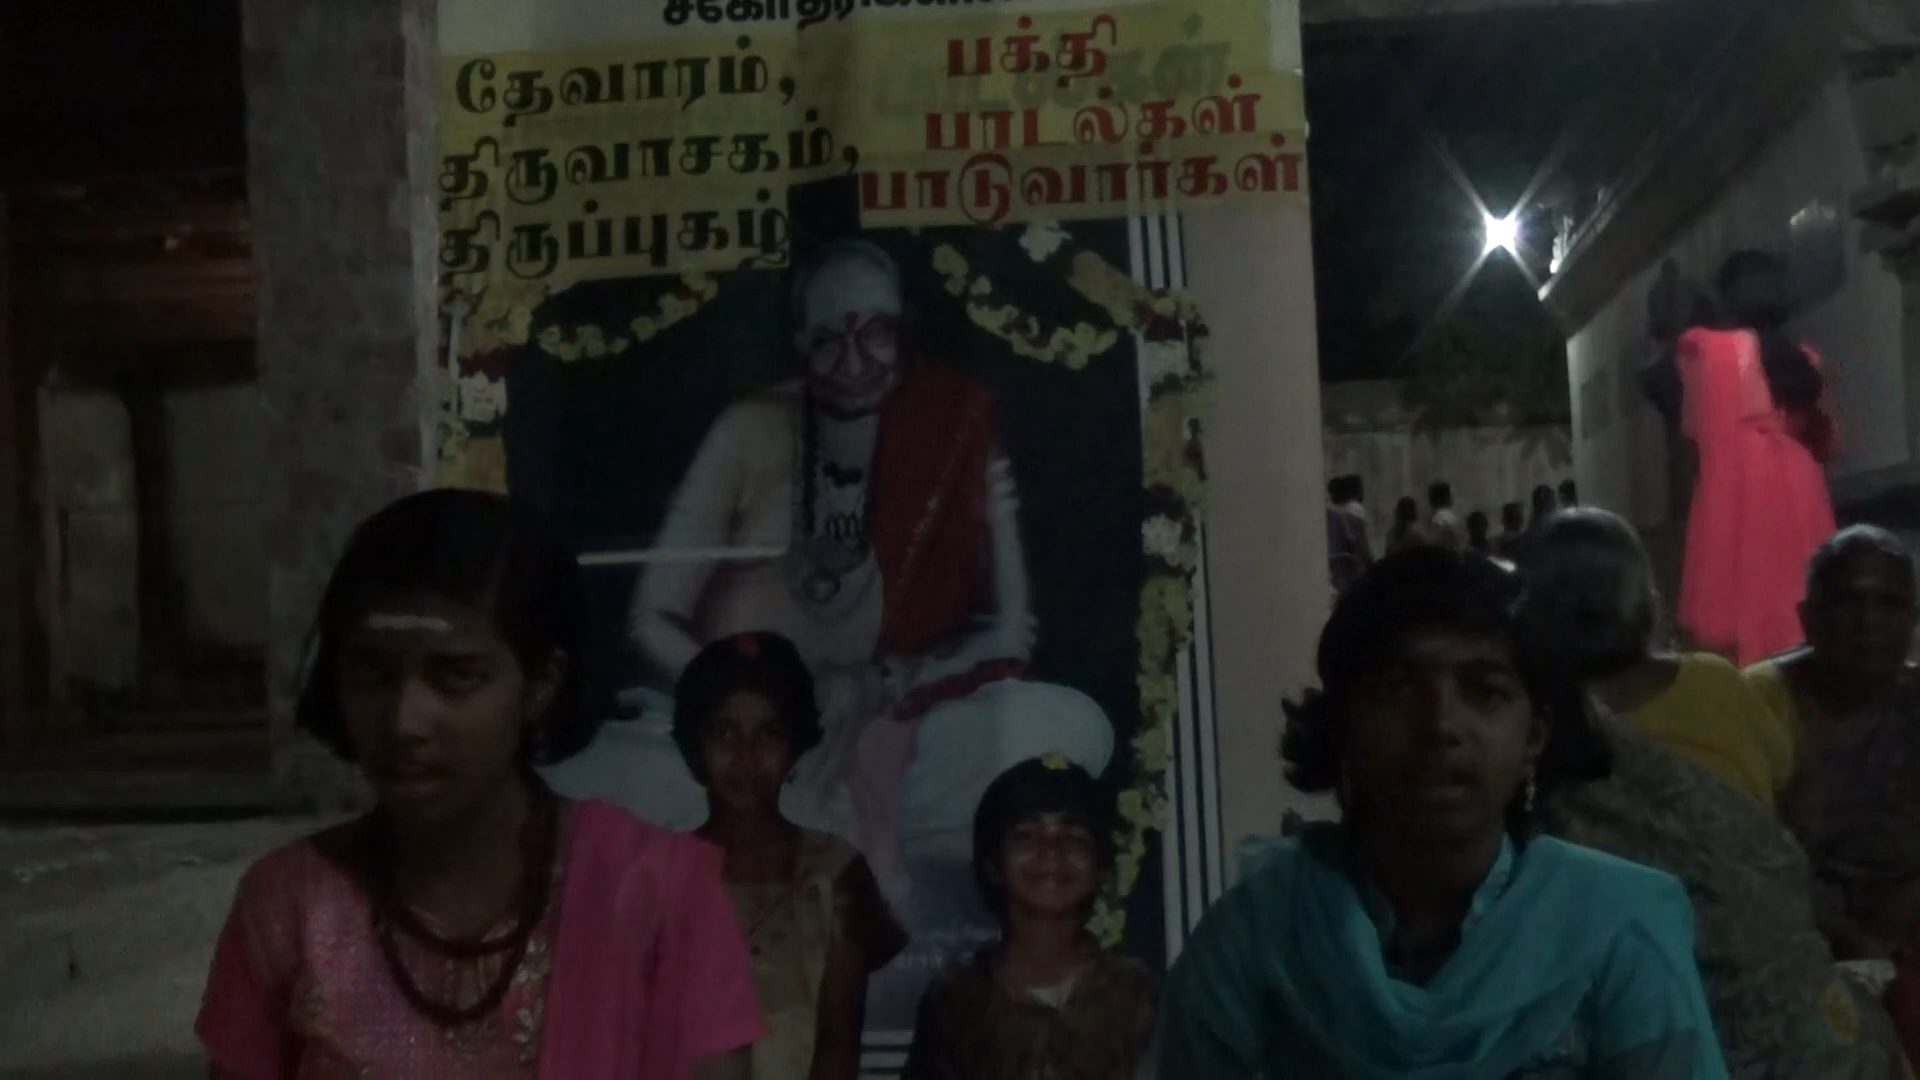 தேவாரம்,
திருவாசகம்,
திருப்புகழ்
பக்தி
பாடல்கள்
பாடுவார்கள்